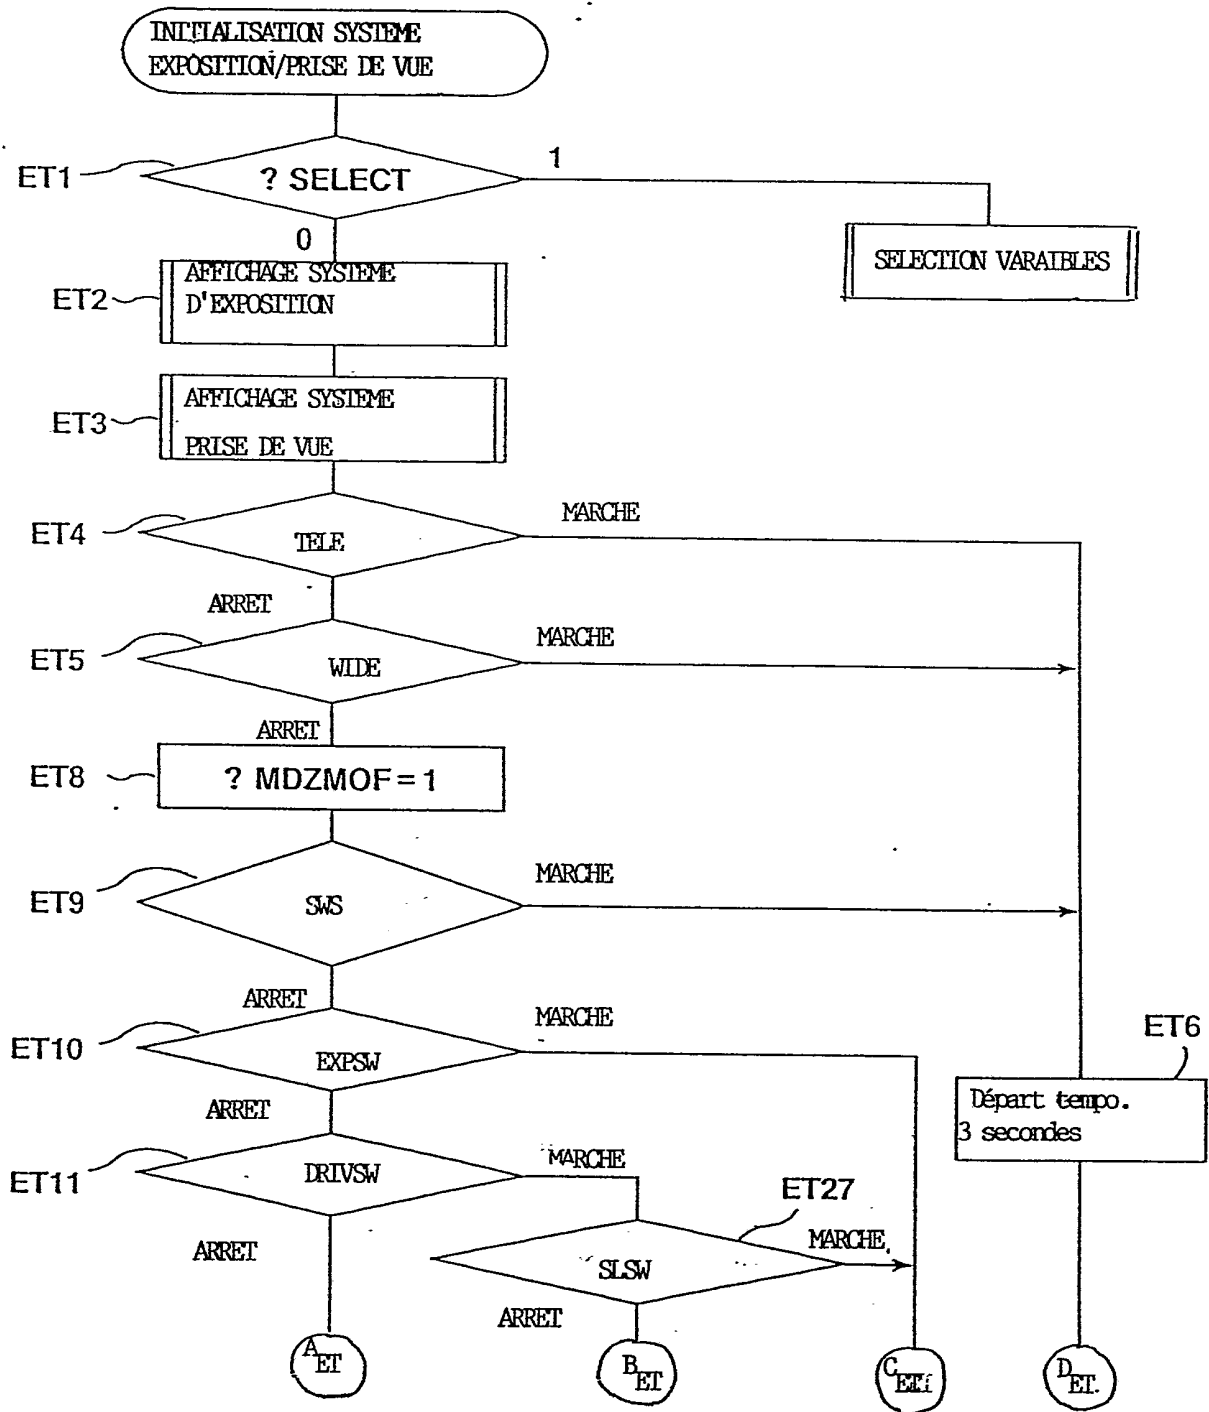 INITIALISATION SYSTEME
EXPOSITION/PRISE DE VUE
ET1
? SELECT
1
0
SELECTION VARAIBLES
ET2
AFFICHAGE SYSTEME
D'EXPOSITION
ET3
AFFICHAGE SYSTEME
PRISE DE VUE
ET4
TELE
MARCHE
ARRET
ET5
WIDE
MARCHE
ARRET
ET8
? MDZMOF = 1
ET9
SWS
MARCHE
ARRET
ET10
EXPSW
MARCHE
ET6
Départ tempo.
3 secondes
ARRET
ET11
DRIVSW
MARCHE
ET27
ARRET
SLSW
MARCHE
ARRET
A ET
B ET
C ET
D ET.